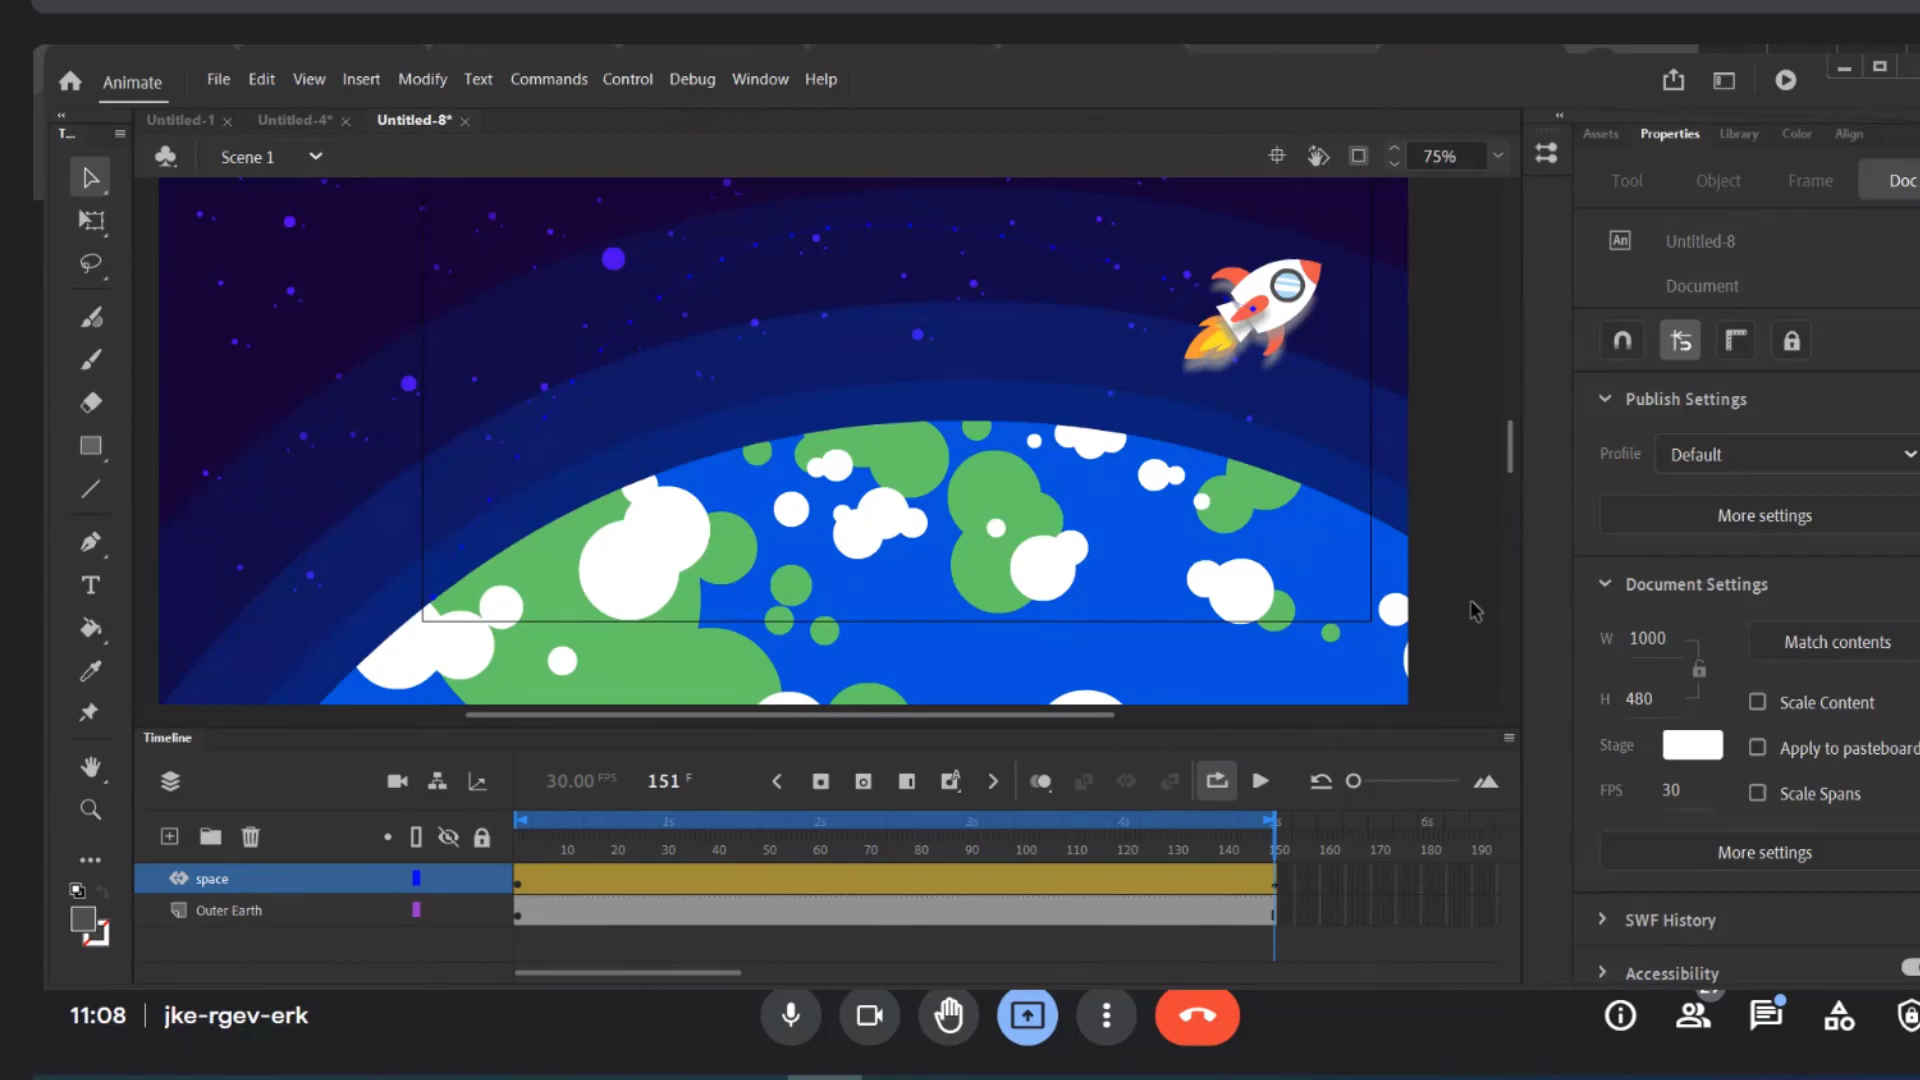 Animate File Edit View Insert Modify Text Commands Control Debug Window Help
Untitled-1 Untitled-4* Untitled-8*
T...
Assets Properties Library Color Align
Scene 1
75%
Tool Object Frame Doc
An Untitled-8
Document
Publish Settings
Profile Default
More settings
Document Settings
W 1000
Match contents
H 480
Scale Content
Stage
Apply to pasteboard
FPS 30
Scale Spans
More settings
SWF History
Accessibility
Timeline
30.00 FPS 151 F
1s 2s 3s 4s 6s
10 20 30 40 50 60 70 80 90 100 110 120 130 140 150 160 170 180 190
space
Outer Earth
11:08 jke-rgev-erk